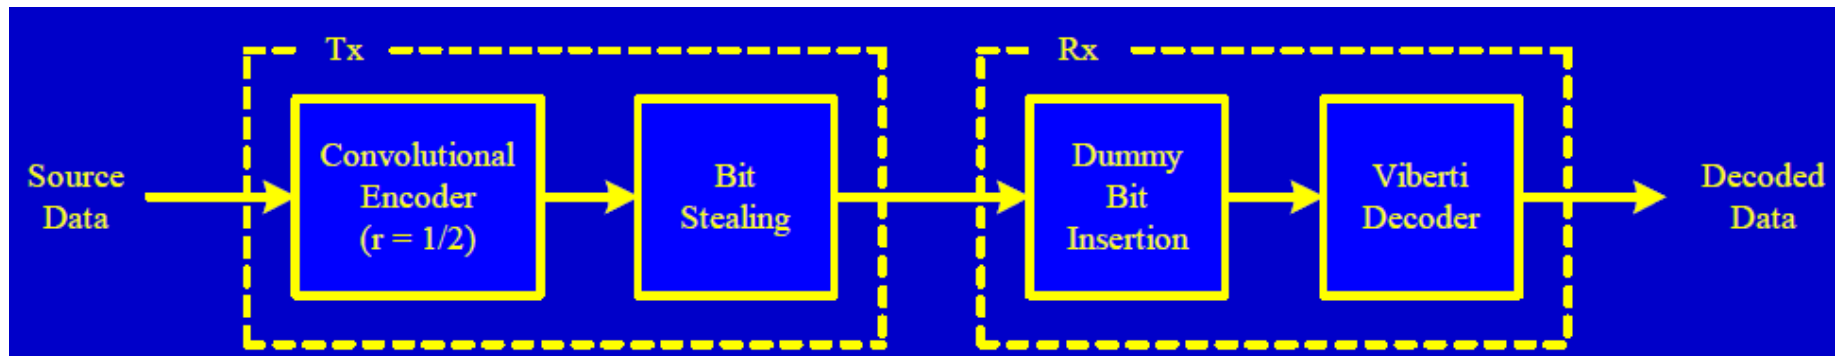 Tx
Rx
Source
Data
Convolutional
Encoder
(r = 1/2)
Bit
Stealing
Dummy
Bit
Insertion
Viberti
Decoder
Decoded
Data